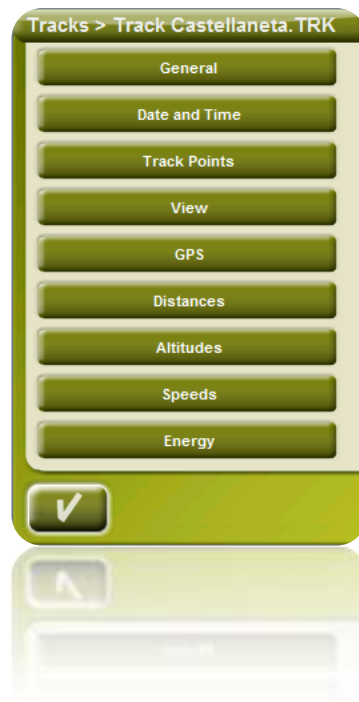 Tracks > Track Castellaneta.TRK
General
Date and Time
Track Points
View
GPS
Distances
Altitudes
Speeds
Energy